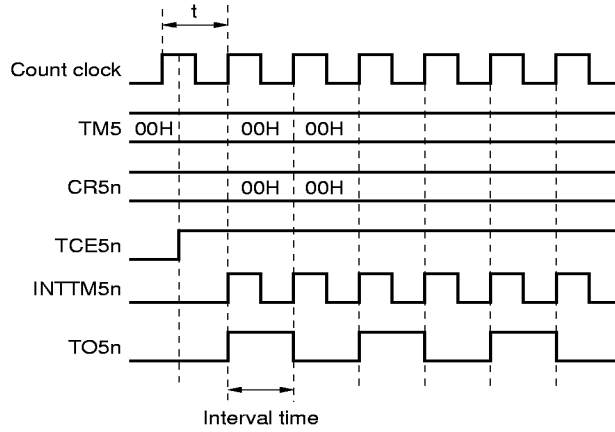 t
Count clock
TM5 00H 00H 00H
CR5n 00H 00H
TCE5n
INTTM5n
TO5n
Interval time